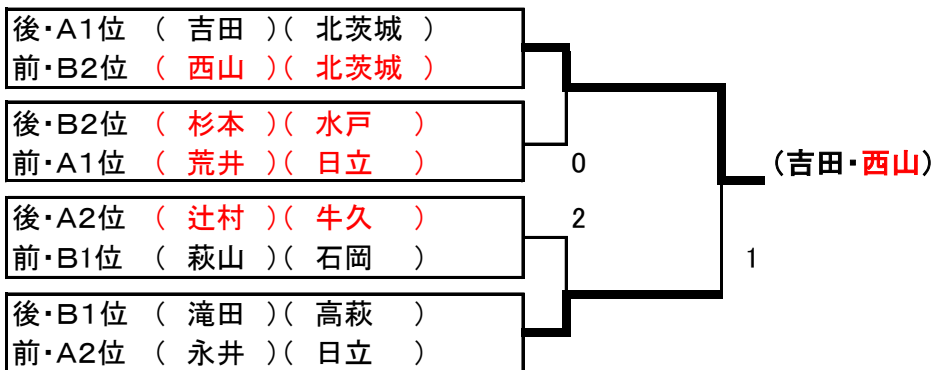 後・A1位 ( 吉田 )( 北茨城 )
前・B2位 ( 西山 )( 北茨城 )
後・B2位 ( 杉本 )( 水戸 )
前・A1位 ( 荒井 )( 日立 )
0
(吉田・西山)
後・A2位 ( 辻村 )( 牛久 )
2
前・B1位 ( 萩山 )( 石岡 )
1
後・B1位 ( 滝田 )( 高萩 )
前・A2位 ( 永井 )( 日立 )